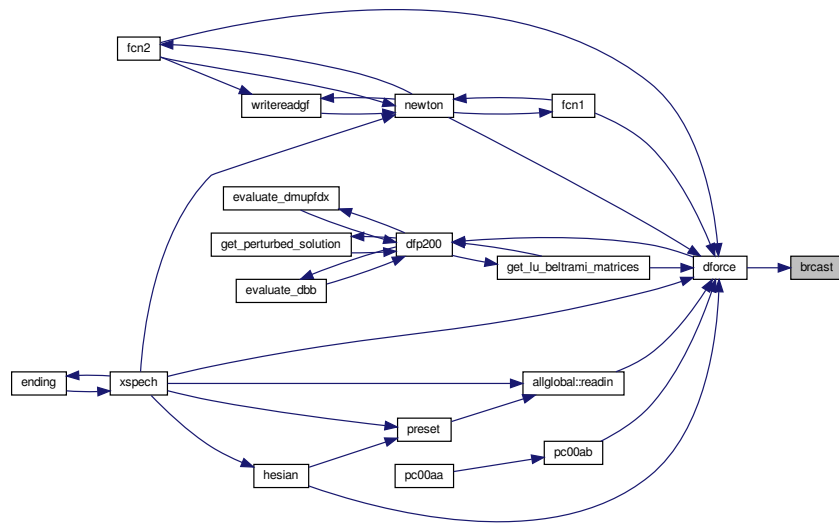 fcn2
writereadgf
newton
fcn1
evaluate_dmupfdx
get_perturbed_solution
dfp200
evaluate_dbb
get_lu_beltrami_matrices
dforce
brcast
ending
xspech
allglobal::readin
preset
pc00ab
hesian
pc00aa